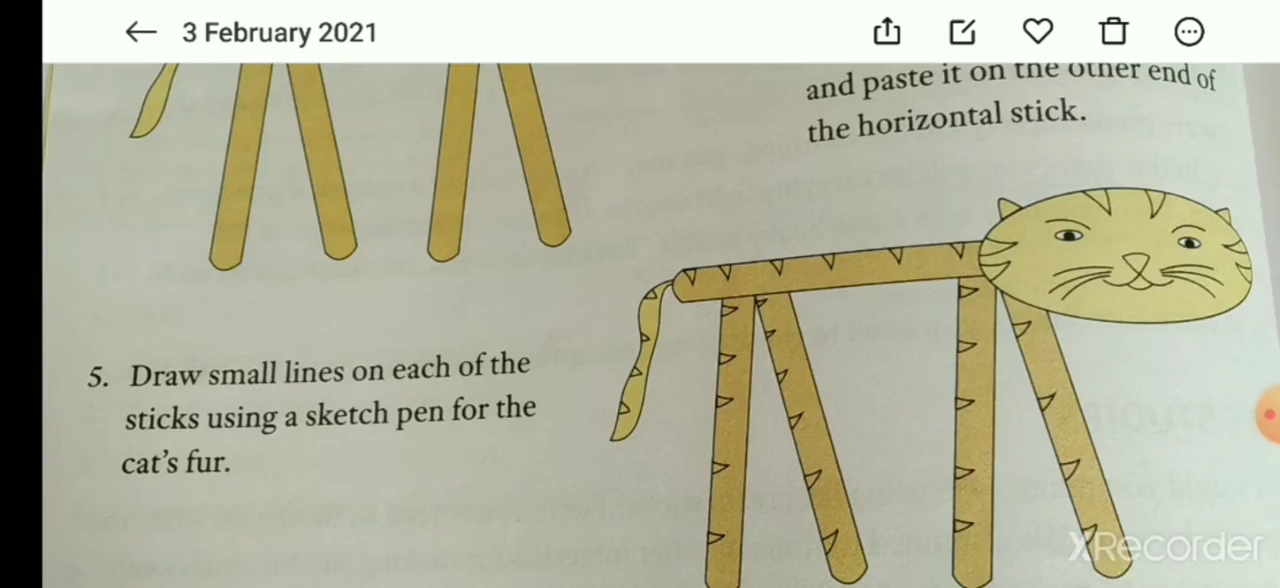 3 February 2021
and paste it on the other end of
the horizontal stick.
5. Draw small lines on each of the
sticks using a sketch pen for the
cat's fur.
XRecorder